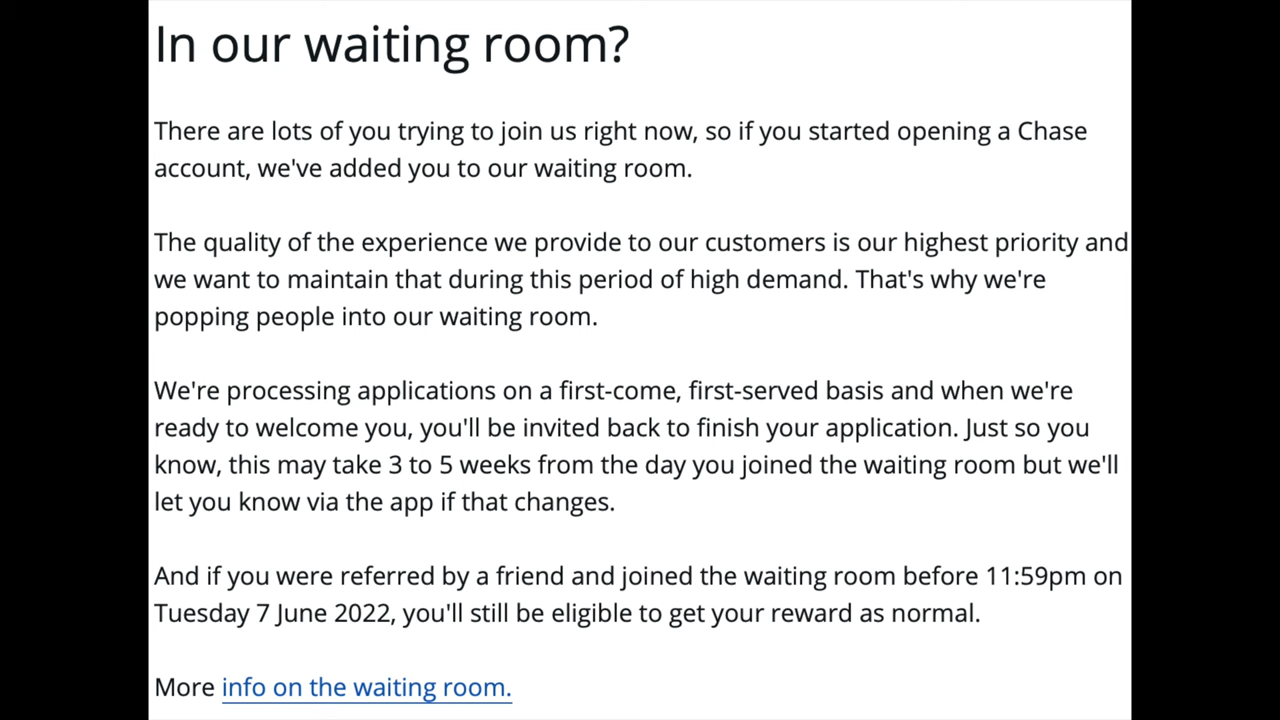 In our waiting room?
There are lots of you trying to join us right now, so if you started opening a Chase
account, we've added you to our waiting room.
The quality of the experience we provide to our customers is our highest priority and
we want to maintain that during this period of high demand. That's why we're
popping people into our waiting room.
We're processing applications on a first-come, first-served basis and when we're
ready to welcome you, you'll be invited back to finish your application. Just so you
know, this may take 3 to 5 weeks from the day you joined the waiting room but we'll
let you know via the app if that changes.
And if you were referred by a friend and joined the waiting room before 11:59pm on
Tuesday 7 June 2022, you'll still be eligible to get your reward as normal.
More info on the waiting room.